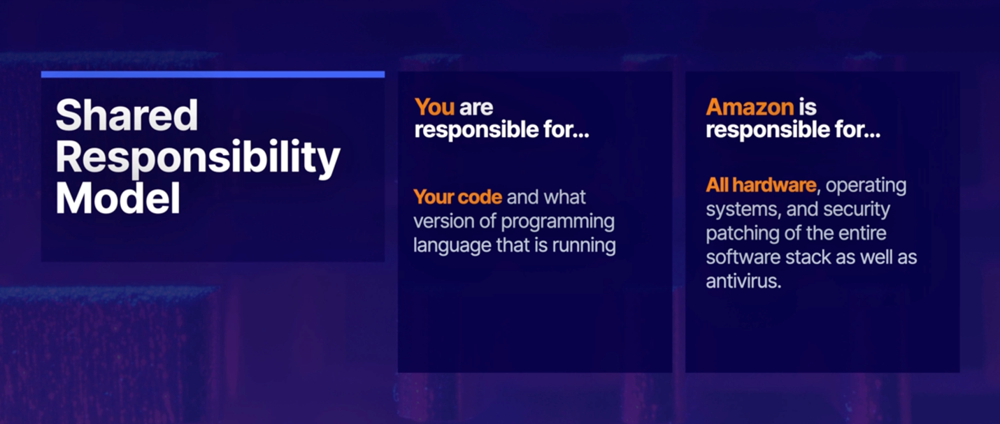 Shared
Responsibility
Model
You are
responsible for...
Your code and what
version of programming
language that is running
Amazon is
responsible for...
All hardware, operating
systems, and security
patching of the entire
software stack as well as
antivirus.